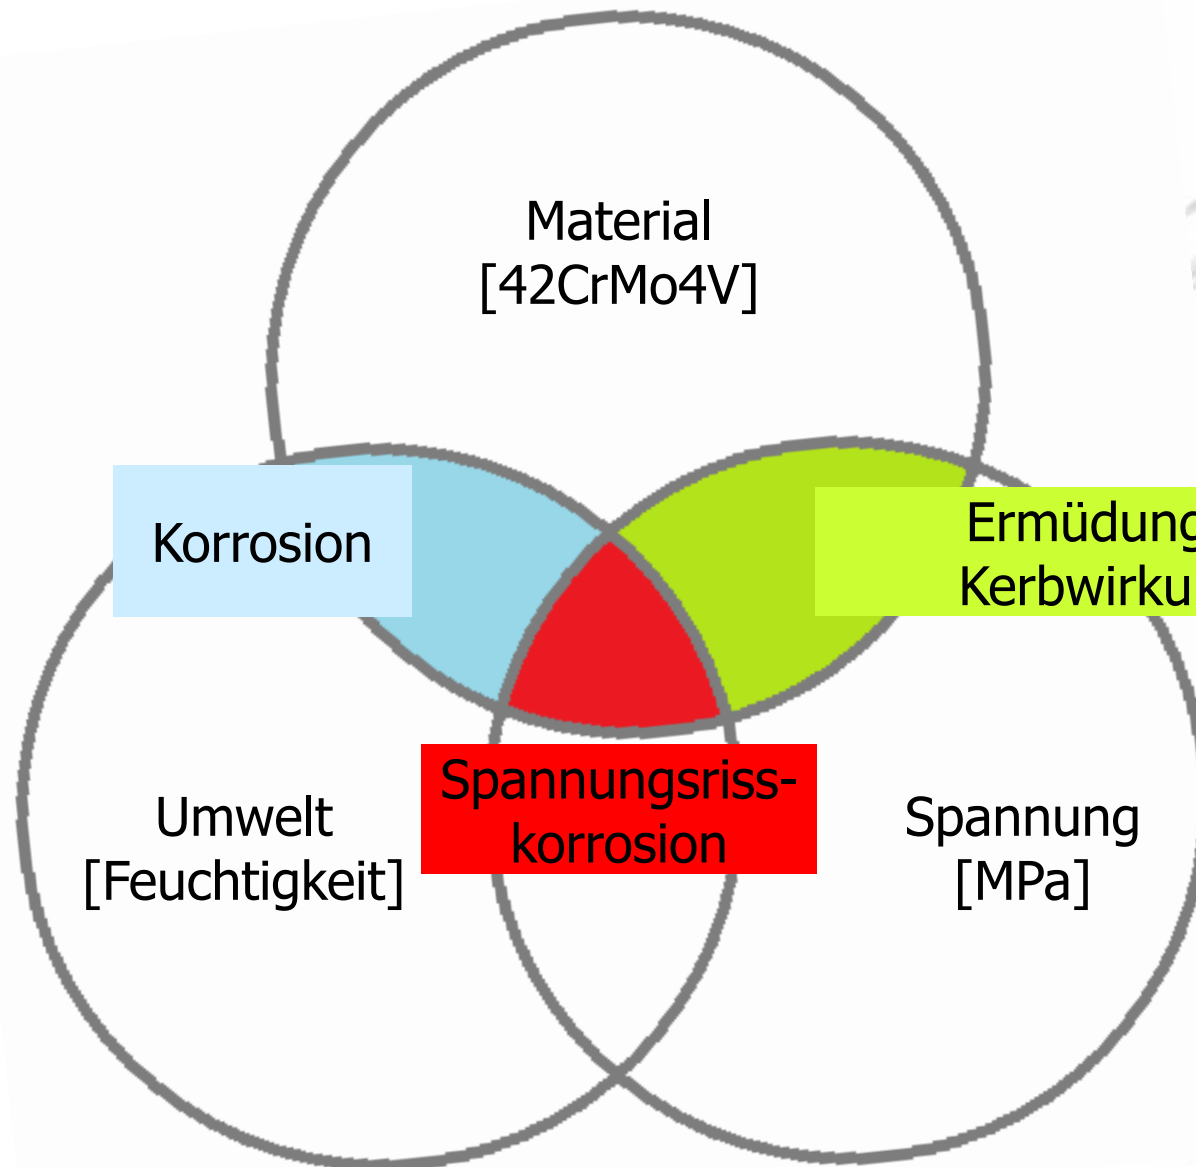 Material
[42CrMo4V]
Korrosion
Ermüdung
Kerbwirku
Spannungsriss-
korrosion
Umwelt
[Feuchtigkeit]
Spannung
[MPa]